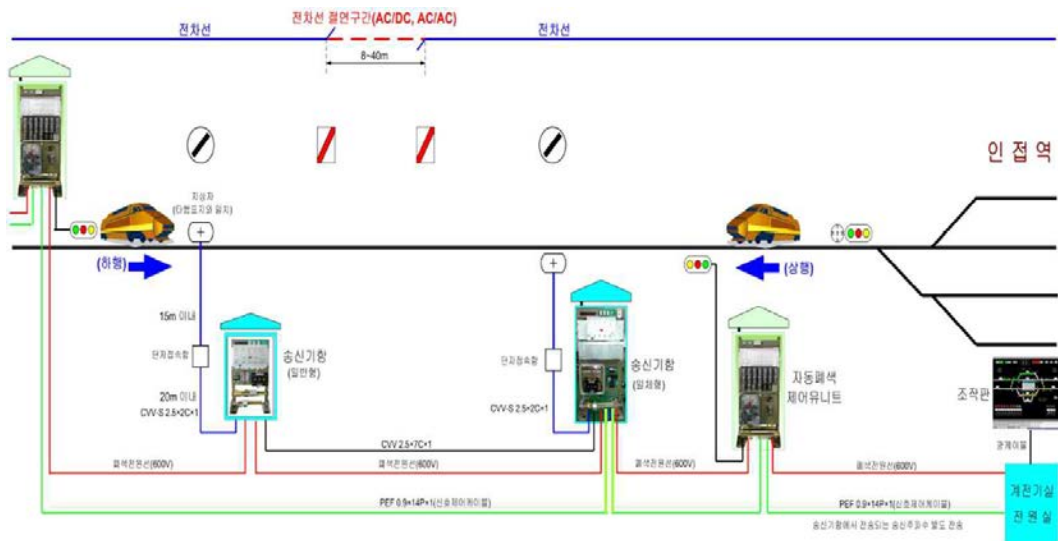 전차선 절연구간(AC/DC, AC/AC)
전차선
전차선
8~40m
인 접 역
지상자
(타행표지와 일치)
(하행)
(상행)
15m 이내
단자접속함
20m 이내
CVV-S 2.5×2C×1
송신기함
(일반형)
단자접속함
CVV-S 2.5×2C×1
송신기함
(일체형)
자동폐색
제어유니트
조작판
광케이블
CVV 2.5×7C×1
폐색전원선(600V)
폐색전원선(600V)
폐색전원선(600V)
폐색전원선(600V)
PEF 0.9×14P×1(신호제어케이블)
PEF 0.9×14P×1(신호제어케이블)
송신기함에서 전송되는 송신주파수 별도 전송
계전기실
전 원 실